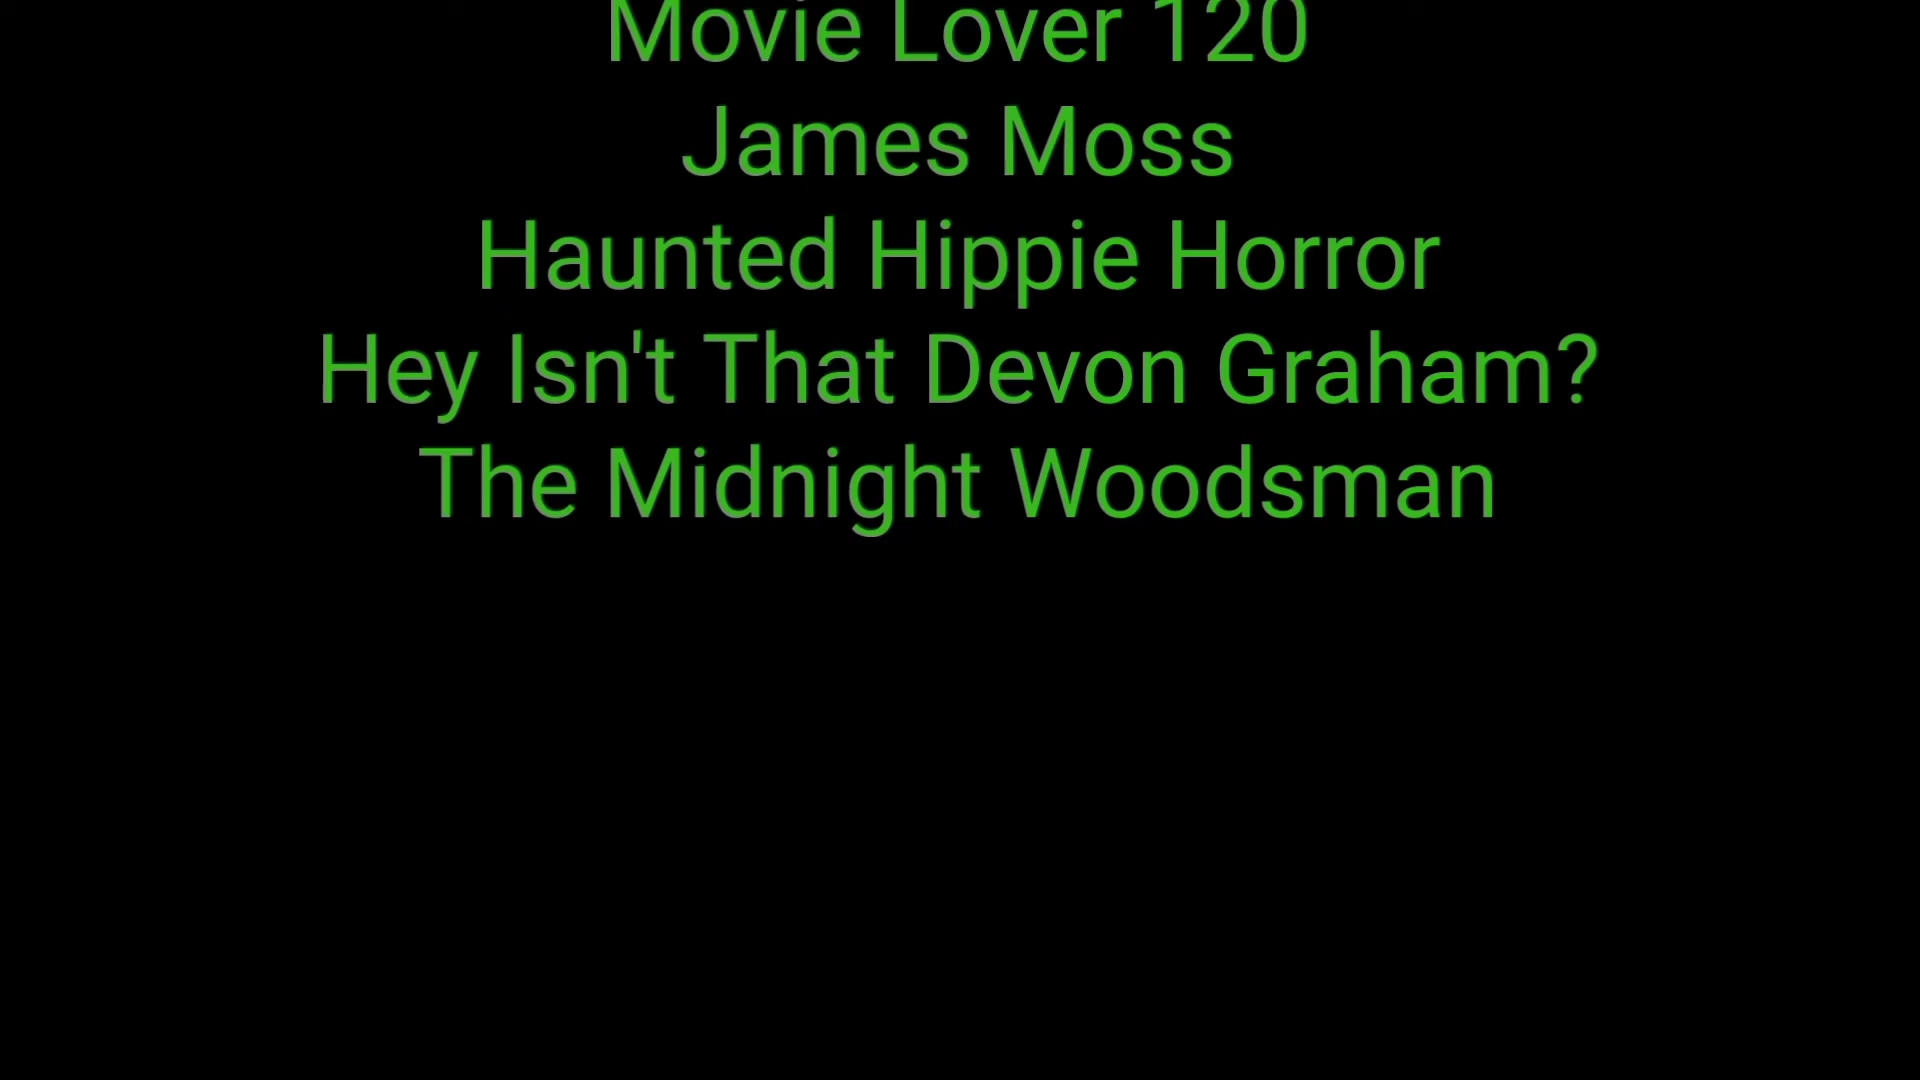 Movie Lover 120
James Moss
Haunted Hippie Horror
Hey Isn't That Devon Graham?
The Midnight Woodsman